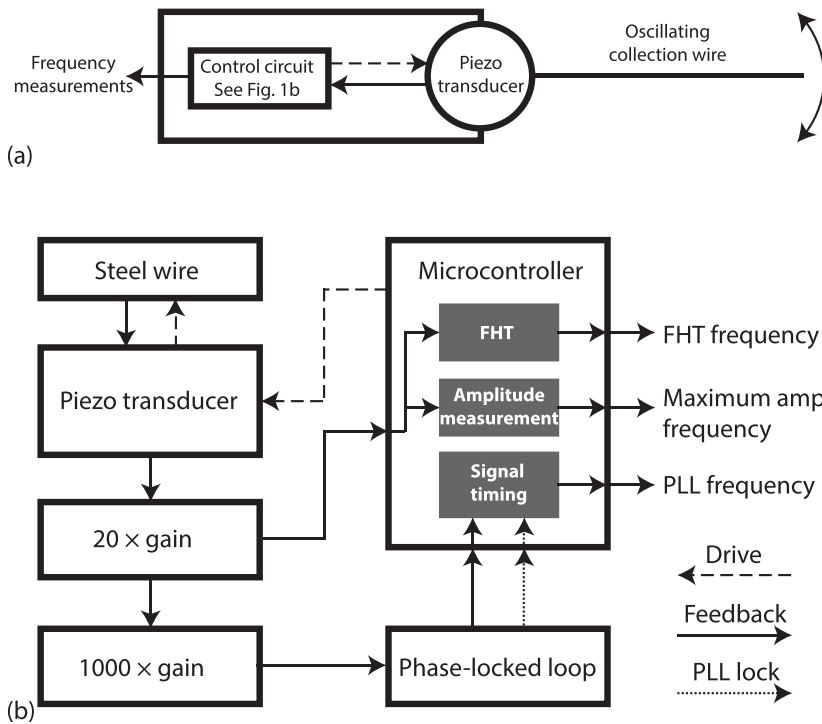 Frequency
measurements
Control circuit
See Fig. 1b
Piezo
transducer
Oscillating
collection wire
(a)
Steel wire
Piezo transducer
20 × gain
1000 × gain
Microcontroller
FHT
Amplitude
measurement
Signal
timing
Phase-locked loop
FHT frequency
Maximum amp
frequency
PLL frequency
Drive
Feedback
PLL lock
(b)